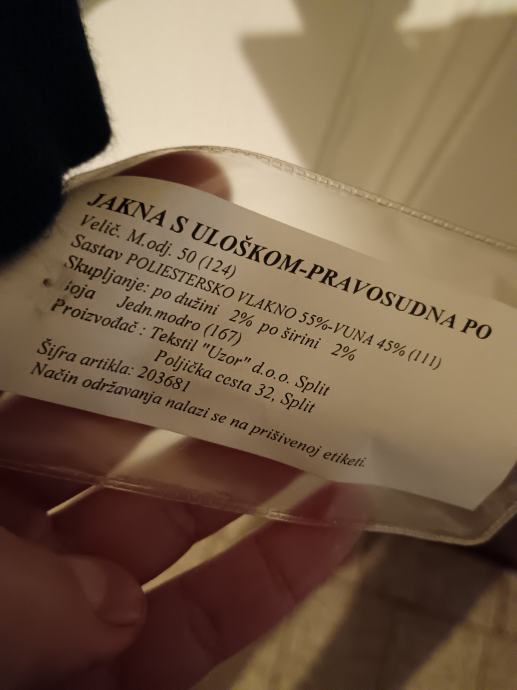 JAKNA S ULOŠKOM-PRAVOSUDNA PO
Velič. M.odj. 50 (124)
Sastav POLIESTERSKO VLAKNO 55%-VUNA 45% (111)
Skupljanje: po dužini 2% po širini 2%
oja Jedn.modro (167)
Proizvođač : Tekstil "Uzor" d.o.o. Split
Poljička cesta 32, Split
Šifra artikla: 203681
Način održavanja nalazi se na prišivenoj etiketi.